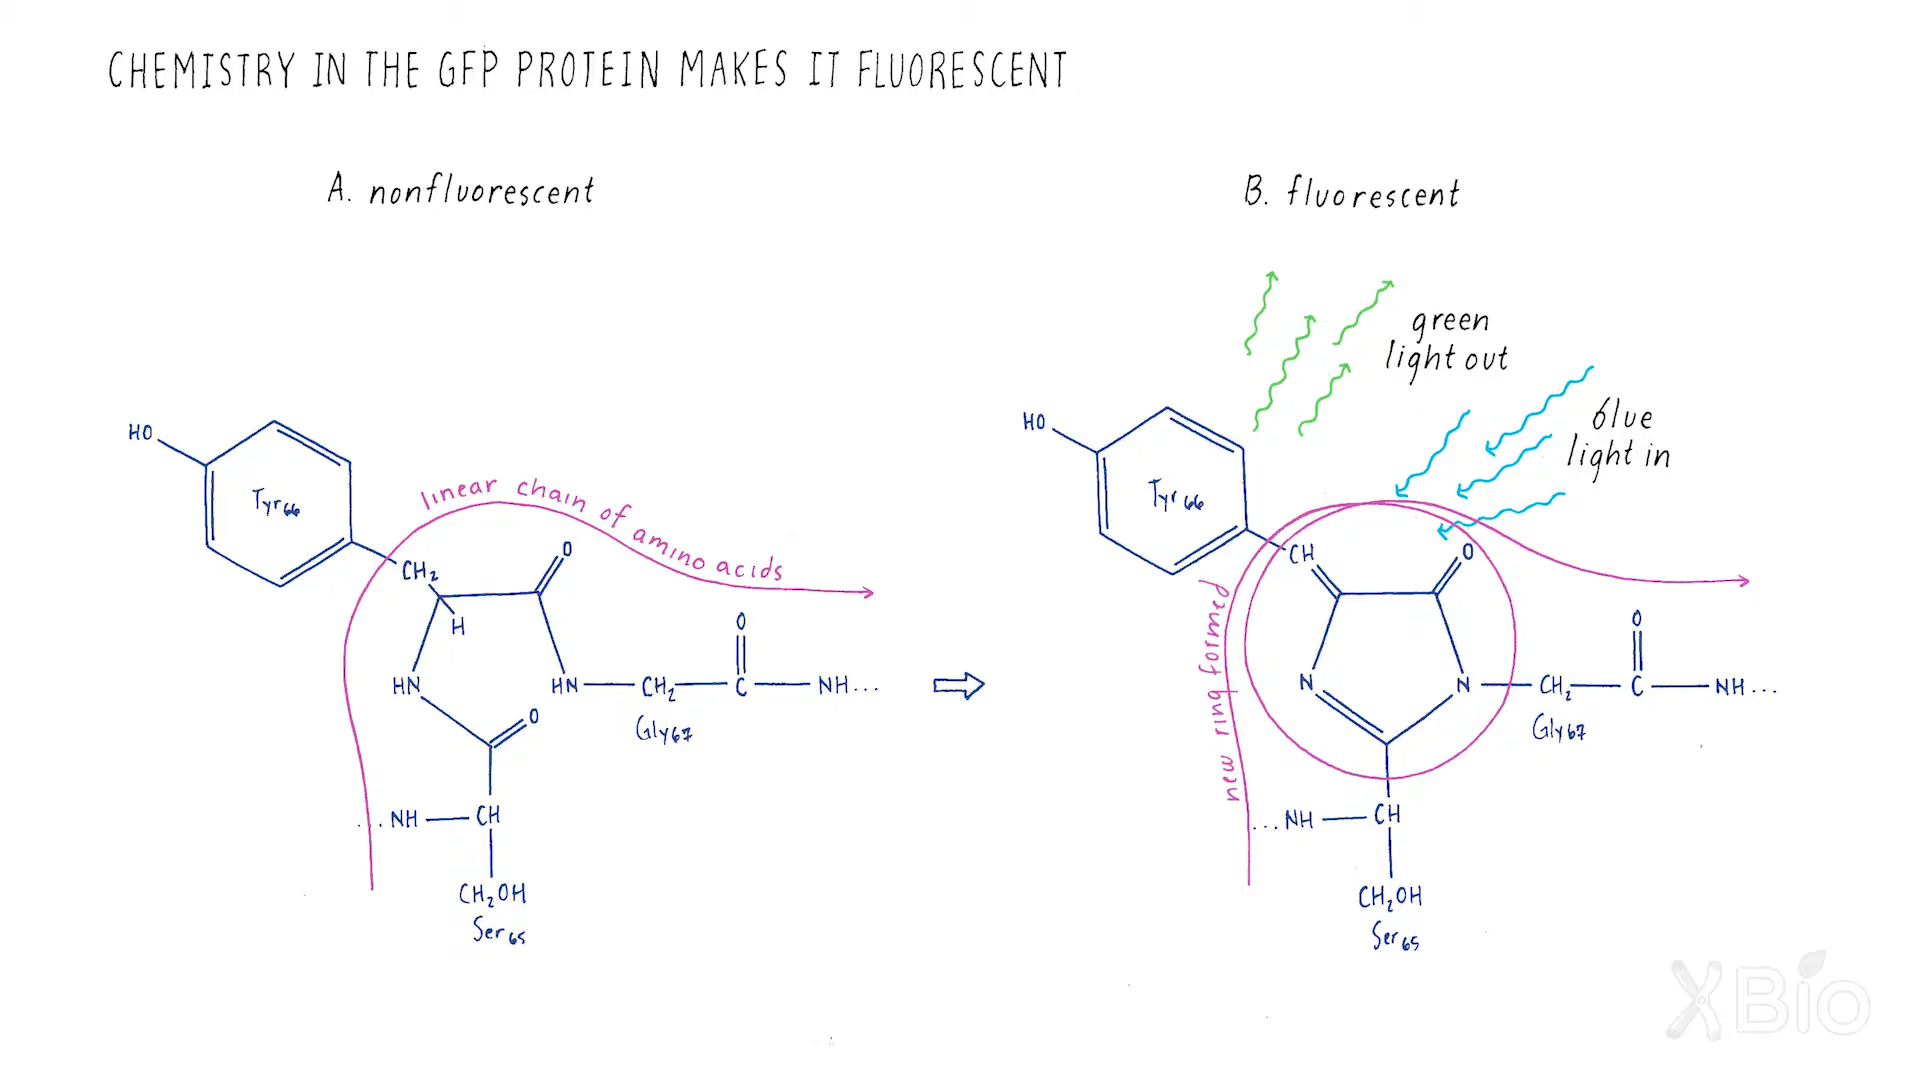 CHEMISTRY IN THE GFP PROTEIN MAKES IT FLUORESCENT
A. nonfluorescent
HO
Tyr66
linear chain of amino acids
CH2
H
O
HN
HN
CH2
C
O
NH...
Gly67
O
...NH
CH
CH2OH
Ser65
B. fluorescent
green
light out
blue
light in
HO
Tyr66
CH
O
new ring formed
N
N
CH2
C
O
NH...
Gly67
...NH
CH
CH2OH
Ser65
XBio